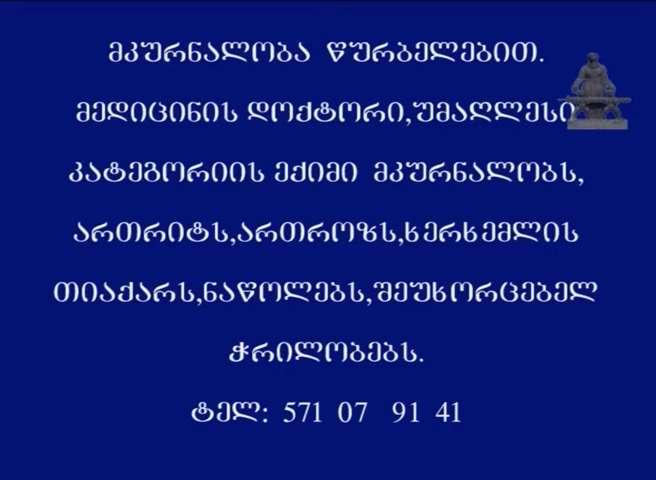 მკურნალობა წურბელებით.
მედიცინის დოქტორი,უმაღლესი
კატეგორიის ექიმი მკურნალობს,
ართრიტს,ართროზს,ხერხემლის
თიაქარს,ნაწოლებს,შეუხორცებელ
ჭრილობებს.
ტელ: 571 07 91 41